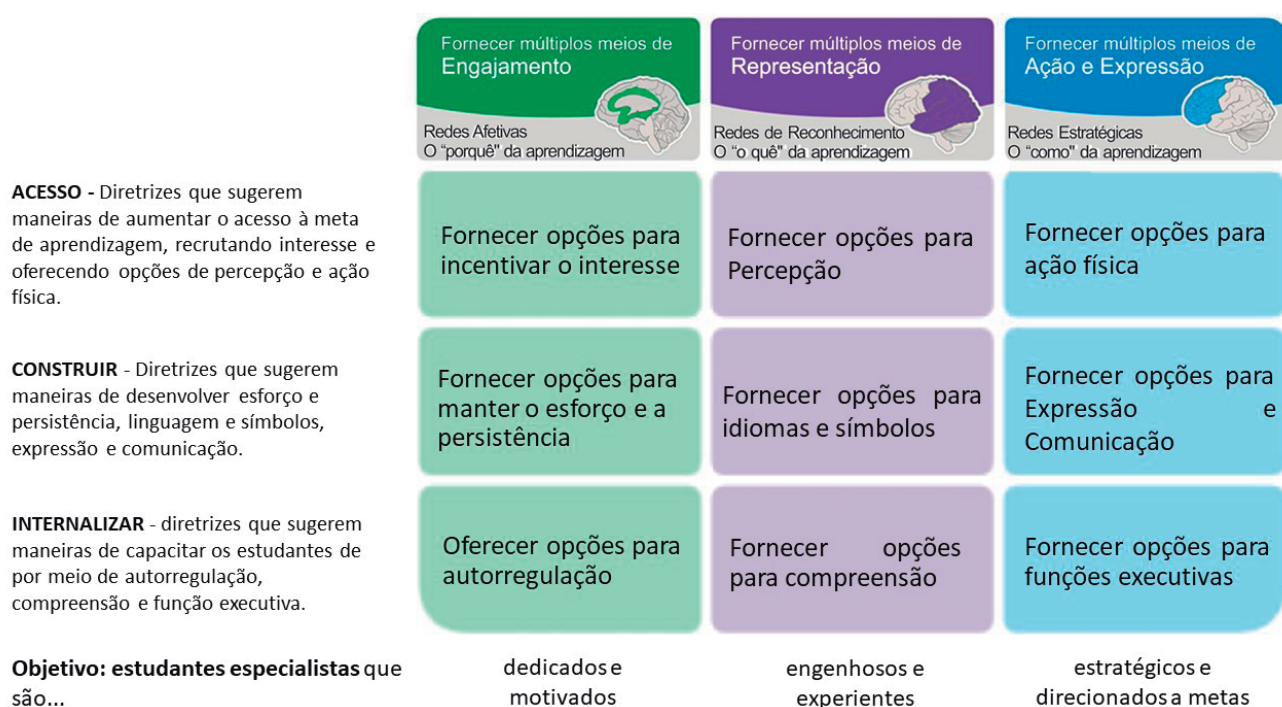 Fornecer múltiplos meios de
Engajamento
Redes Afetivas
O "porquê" da aprendizagem
Fornecer múltiplos meios de
Representação
Redes de Reconhecimento
O "o quê" da aprendizagem
Fornecer múltiplos meios de
Ação e Expressão
Redes Estratégicas
O "como" da aprendizagem
ACESSO - Diretrizes que sugerem
maneiras de aumentar o acesso à meta
de aprendizagem, recrutando interesse e
oferecendo opções de percepção e ação
física.
Fornecer opções para
incentivar o interesse
Fornecer opções para
Percepção
Fornecer opções para
ação física
CONSTRUIR - Diretrizes que sugerem
maneiras de desenvolver esforço e
persistência, linguagem e símbolos,
expressão e comunicação.
Fornecer opções para
manter o esforço e a
persistência
Fornecer opções para
idiomas e símbolos
Fornecer opções para
Expressão e
Comunicação
INTERNALIZAR - diretrizes que sugerem
maneiras de capacitar os estudantes de
por meio de autorregulação,
compreensão e função executiva.
Oferecer opções para
autorregulação
Fornecer opções
para compreensão
Fornecer opções para
funções executivas
Objetivo: estudantes especialistas que
são...
dedicados e
motivados
engenhosos e
experientes
estratégicos e
direcionados a metas